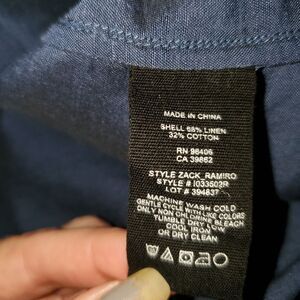 MADE IN CHINA
SHELL 68% LINEN
32% COTTON
RN 96406
CA 39862
STYLE ZACK_RAMIRO
STYLE # I033502R
LOT # 394837
MACHINE WASH COLD
GENTLE CYCLE WITH LIKE COLORS
ONLY NON CHLORINE BLEACH
TUMBLE DRY LOW
COOL IRON
OR DRY CLEAN